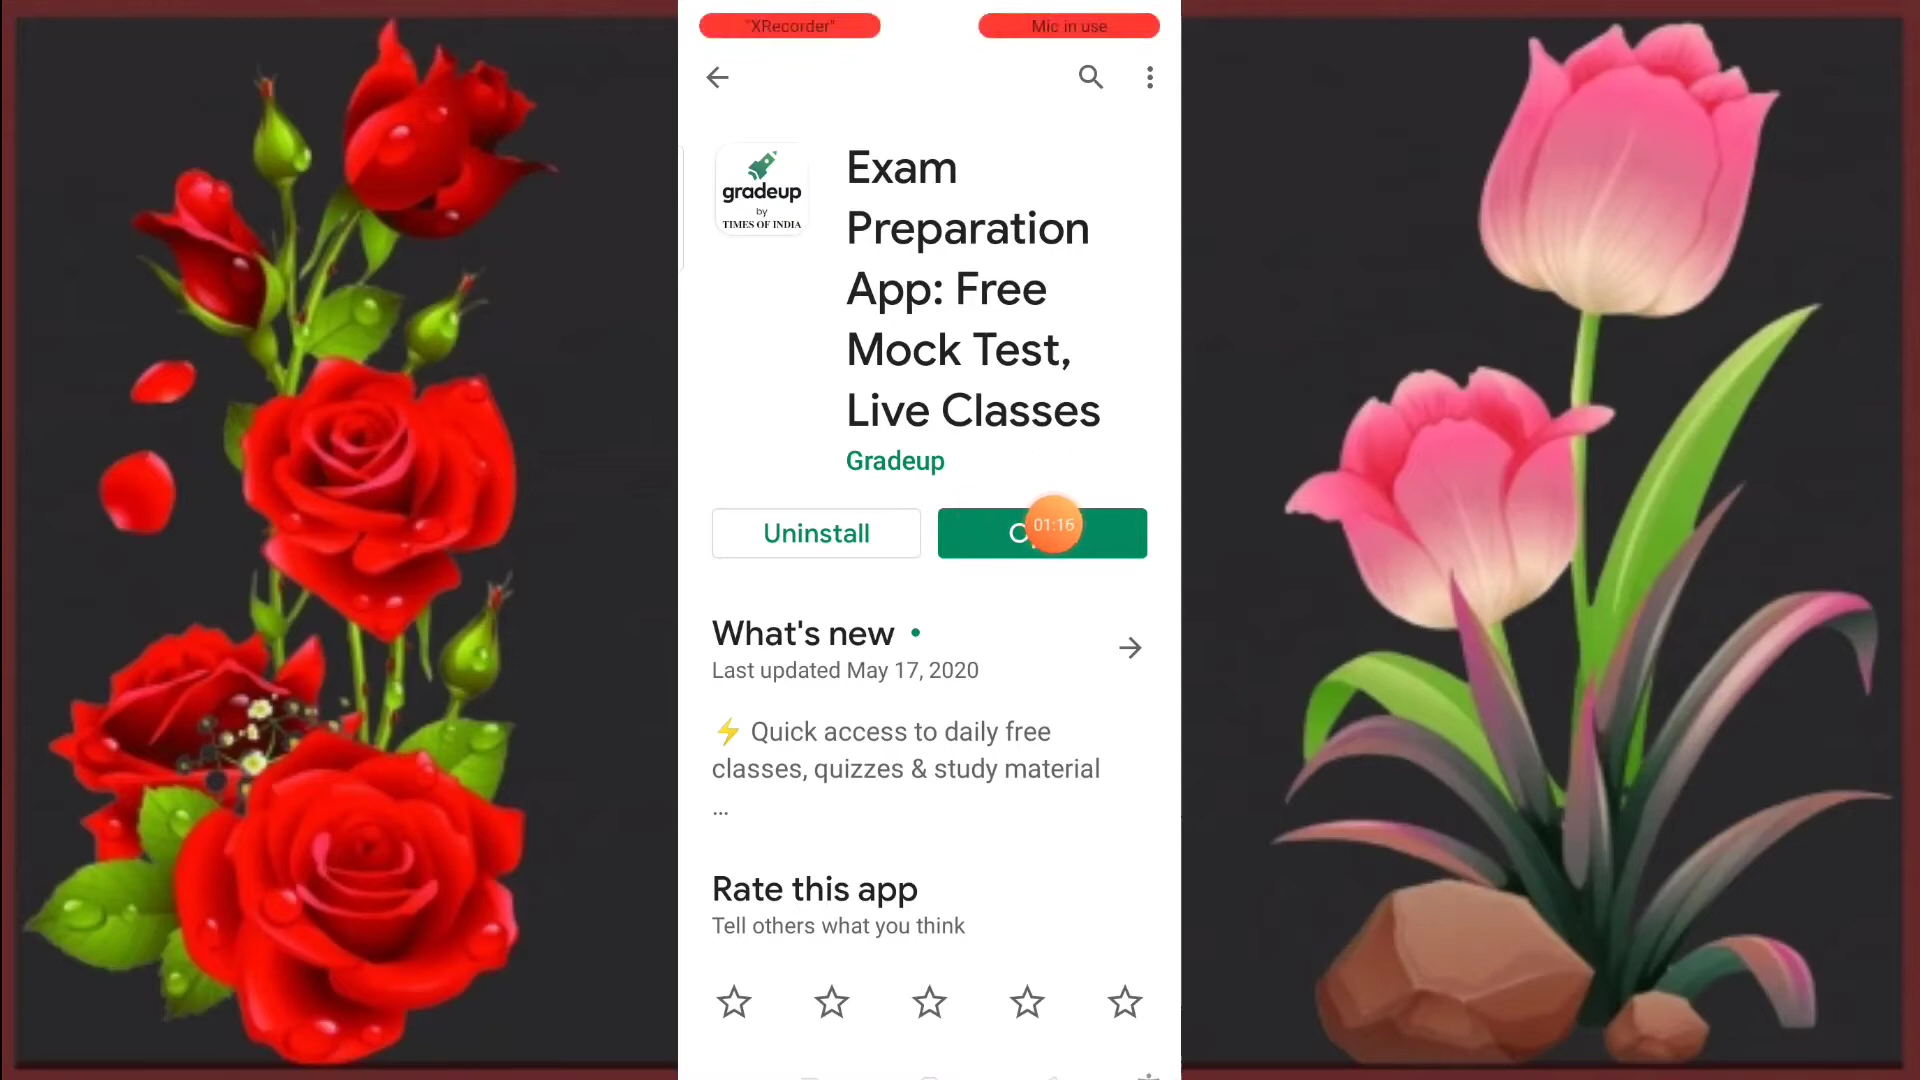 "XRecorder"
Mic in use
gradeup
by
TIMES OF INDIA
Exam
Preparation
App: Free
Mock Test,
Live Classes
Gradeup
Uninstall
01:16
What's new
Last updated May 17, 2020
⚡ Quick access to daily free
classes, quizzes & study material
...
Rate this app
Tell others what you think